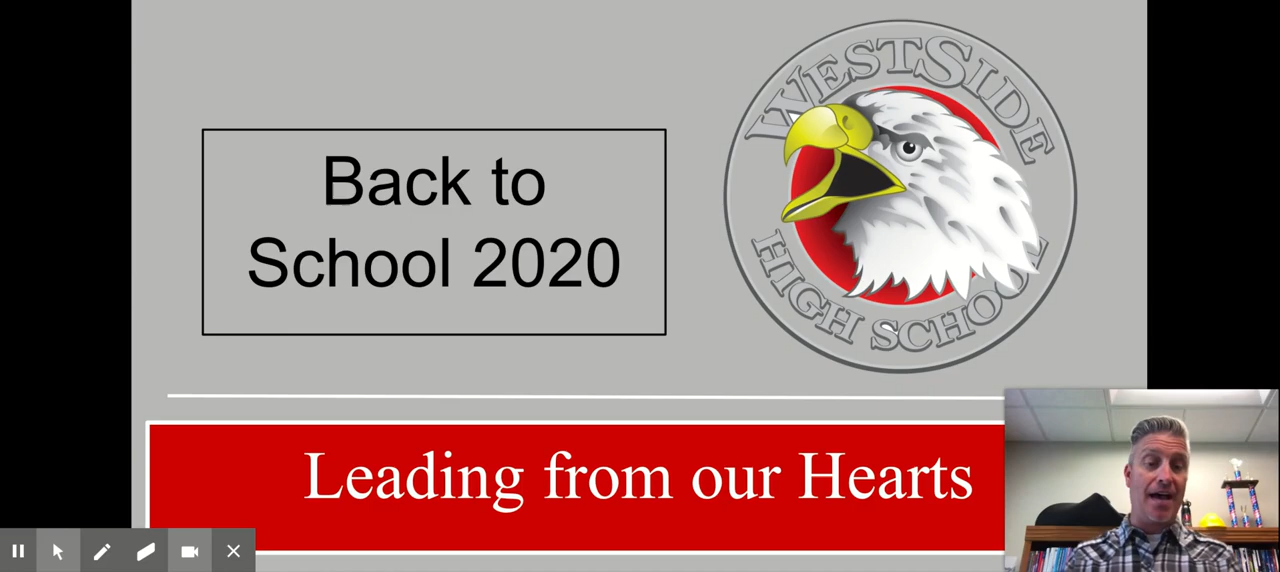 WESTSIDE
HIGH SCHOOL
Back to
School 2020
Leading from our Hearts